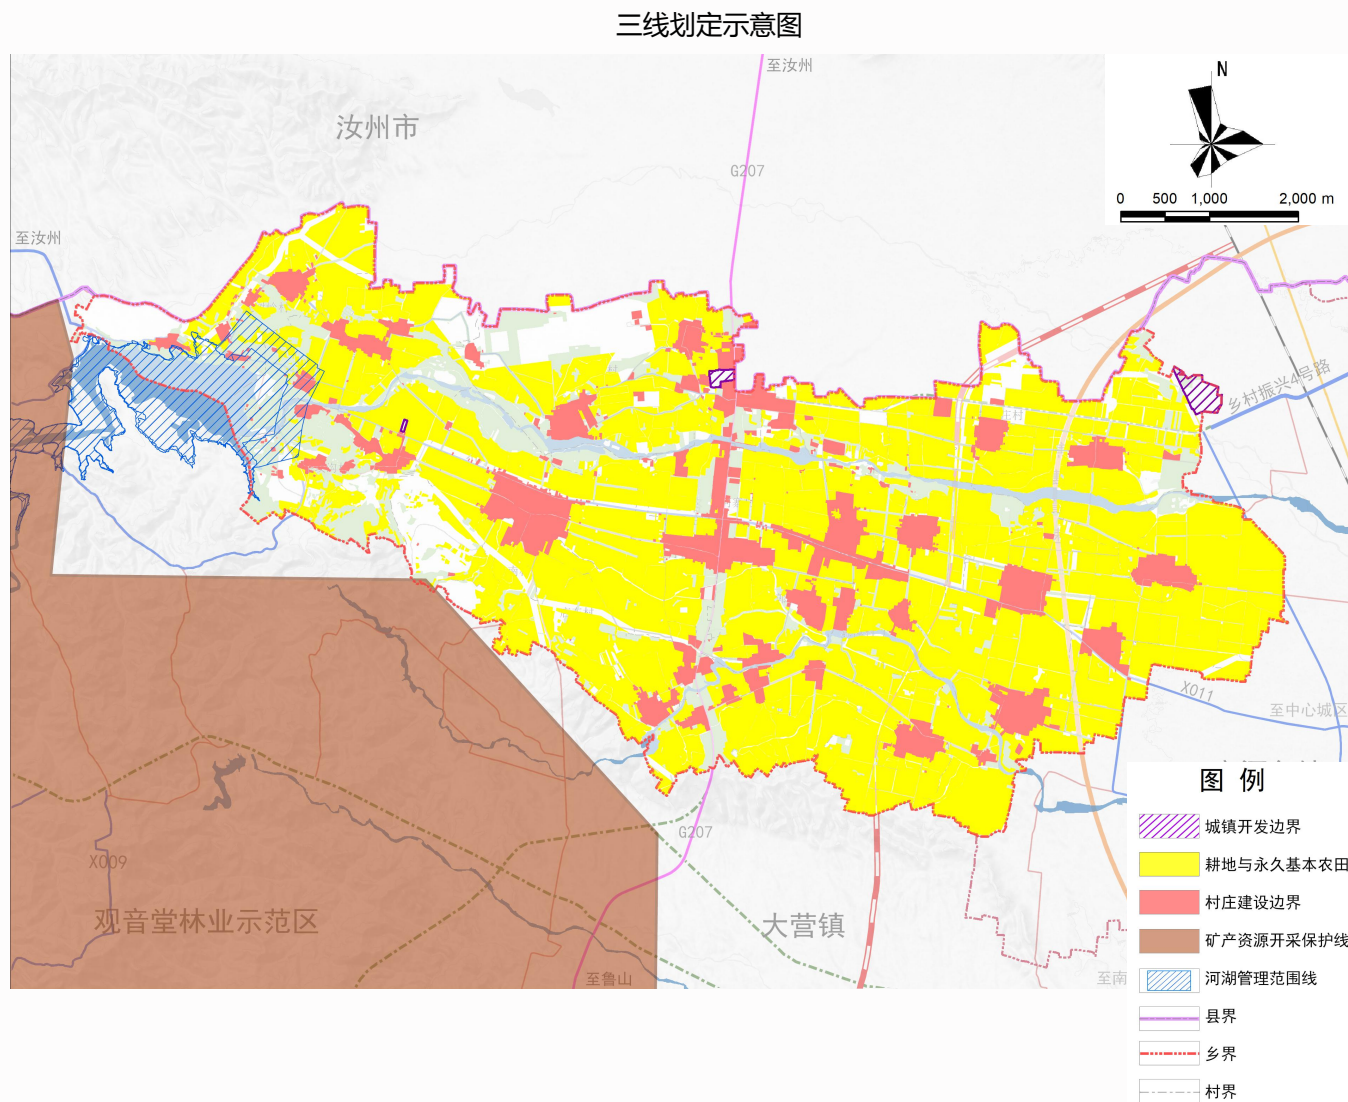 三线划定示意图
至汝州
汝州市
G207
N
0 500 1,000 2,000 m
至汝州
乡村振兴4号路
X011
至中心城区
G207
X009
观音堂林业示范区
大营镇
至鲁山
至南
图 例
城镇开发边界
耕地与永久基本农田
村庄建设边界
矿产资源开采保护线
河湖管理范围线
县界
乡界
村界